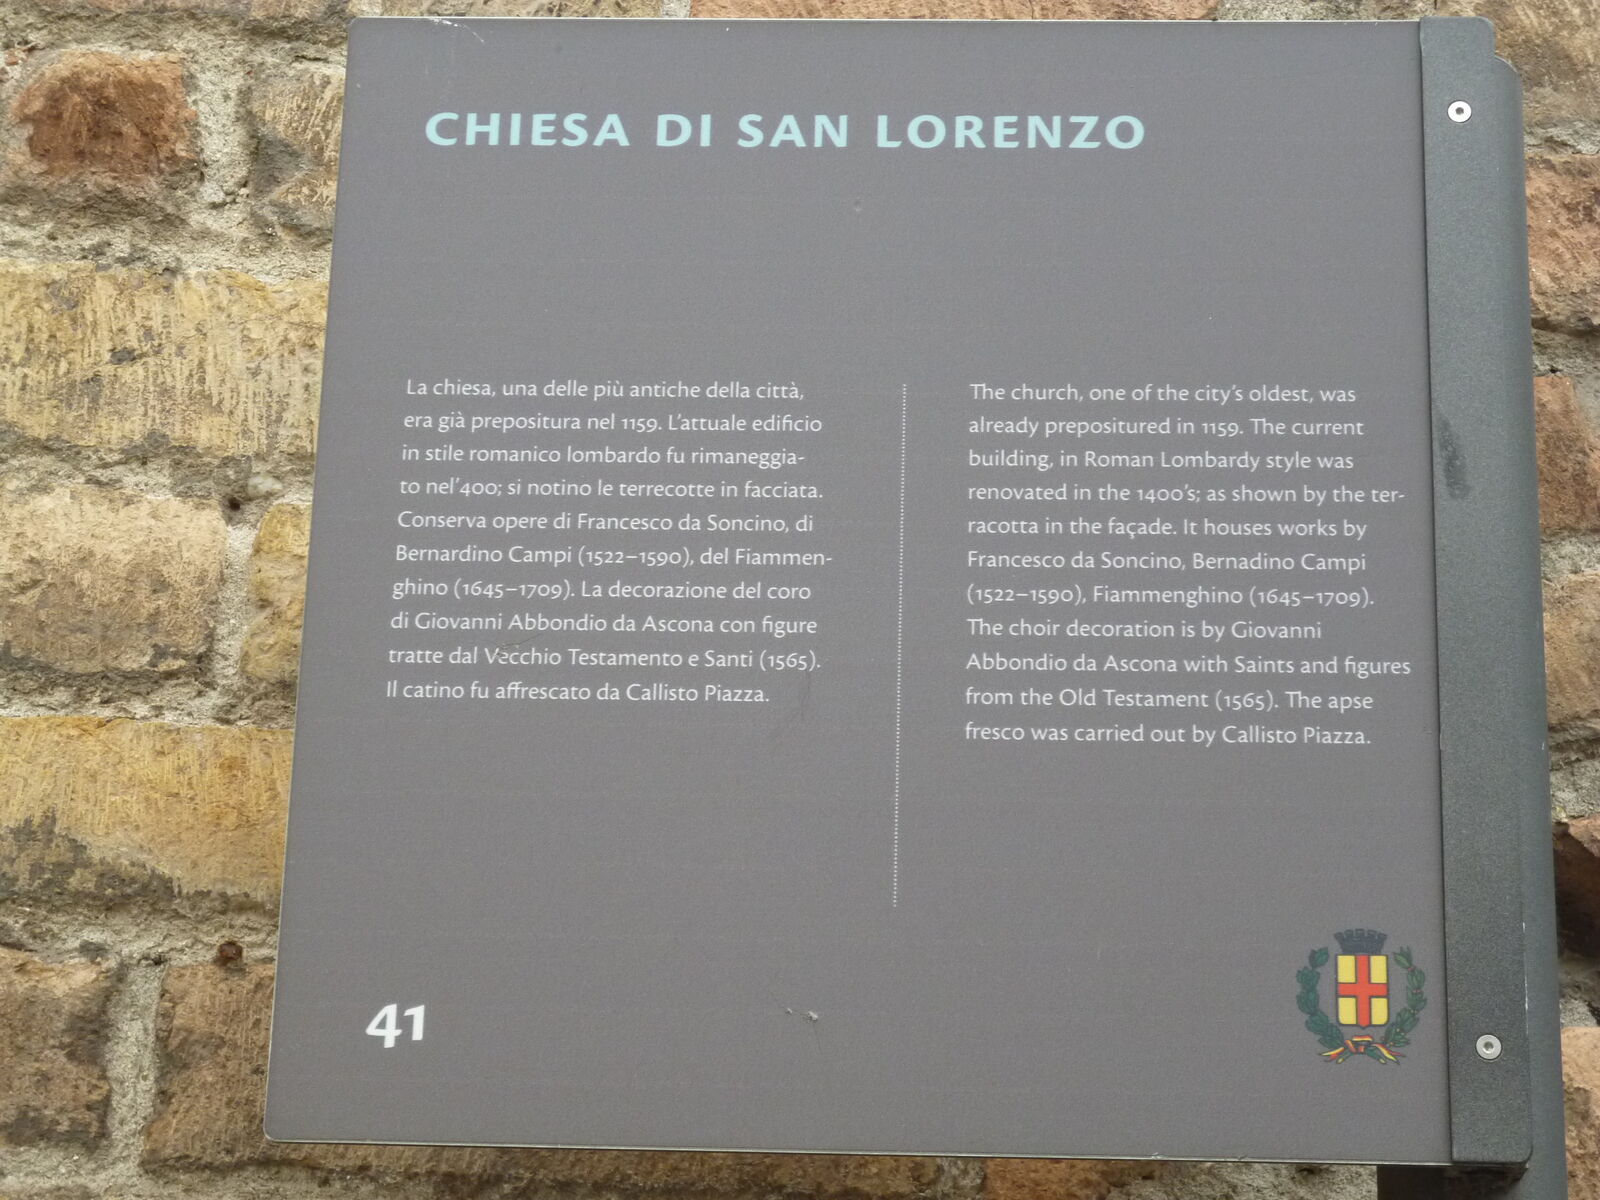 CHIESA DI SAN LORENZO
La chiesa, una delle più antiche della città,
era già prepositura nel 1159. L'attuale edificio
in stile romanico lombardo fu rimaneggia-
to nel'400; si notino le terrecotte in facciata.
Conserva opere di Francesco da Soncino, di
Bernardino Campi (1522–1590), del Fiammen-
ghino (1645–1709). La decorazione del coro
di Giovanni Abbondio da Ascona con figure
tratte dal Vecchio Testamento e Santi (1565).
Il catino fu affrescato da Callisto Piazza.
The church, one of the city's oldest, was
already prepositured in 1159. The current
building, in Roman Lombardy style was
renovated in the 1400's; as shown by the ter-
racotta in the façade. It houses works by
Francesco da Soncino, Bernadino Campi
(1522–1590), Fiammenghino (1645–1709).
The choir decoration is by Giovanni
Abbondio da Ascona with Saints and figures
from the Old Testament (1565). The apse
fresco was carried out by Callisto Piazza.
41